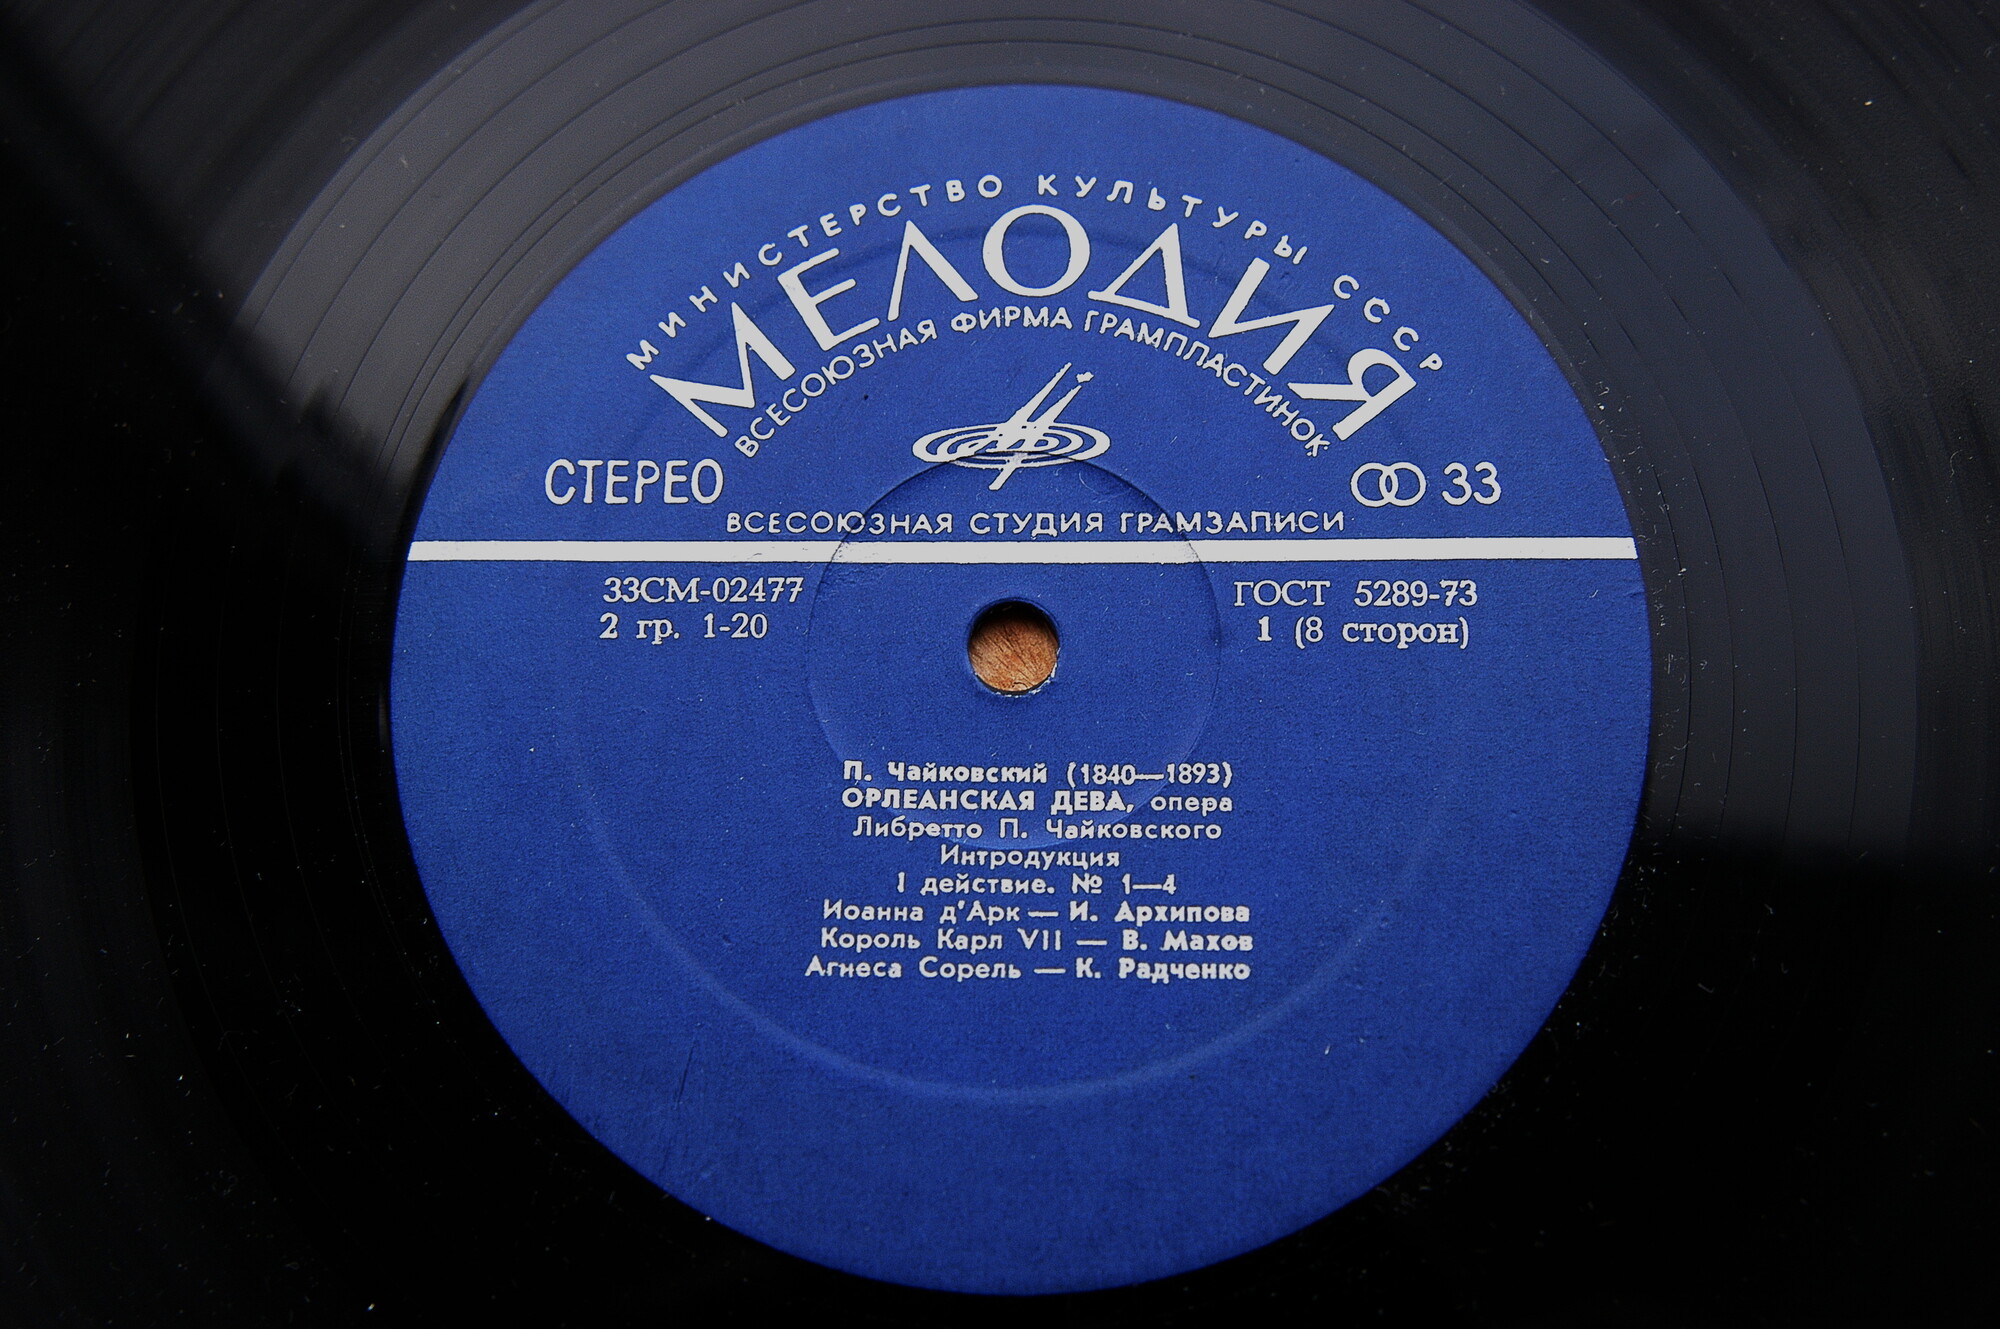 МИНИСТЕРСТВО КУЛЬТУРЫ СССР
МЕЛОДИЯ
ВСЕСОЮЗНАЯ ФИРМА ГРАМПЛАСТИНОК
СТЕРЕО
33
ВСЕСОЮЗНАЯ СТУДИЯ ГРАМЗАПИСИ
33СМ-02477
ГОСТ 5289-73
2 гр. 1-20
1 (8 сторон)
П. Чайковский (1840—1893)
ОРЛЕАНСКАЯ ДЕВА, опера
Либретто П. Чайковского
Интродукция
I действие. № 1—4
Иоанна д'Арк — И. Архипова
Король Карл VII — В. Махов
Агнеса Сорель — К. Радченко